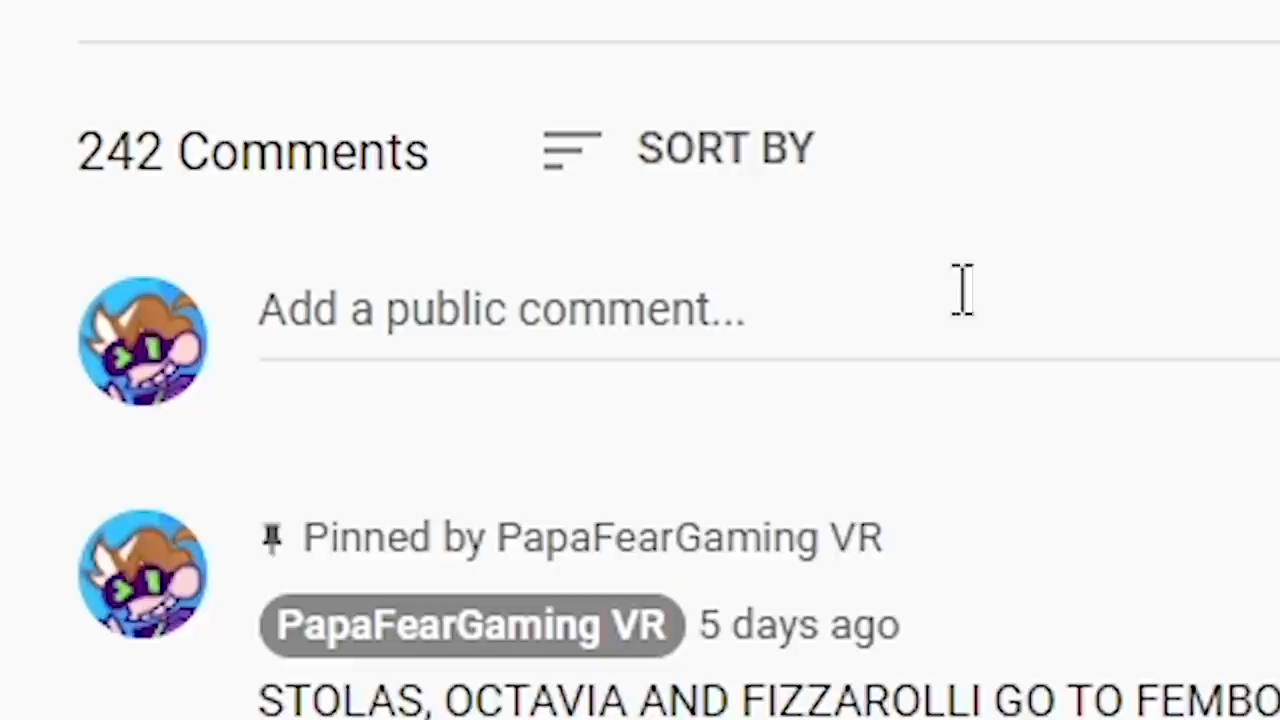 242 Comments
SORT BY
Add a public comment...
Pinned by PapaFearGaming VR
PapaFearGaming VR 5 days ago
STOLAS, OCTAVIA AND FIZZAROLLI GO TO